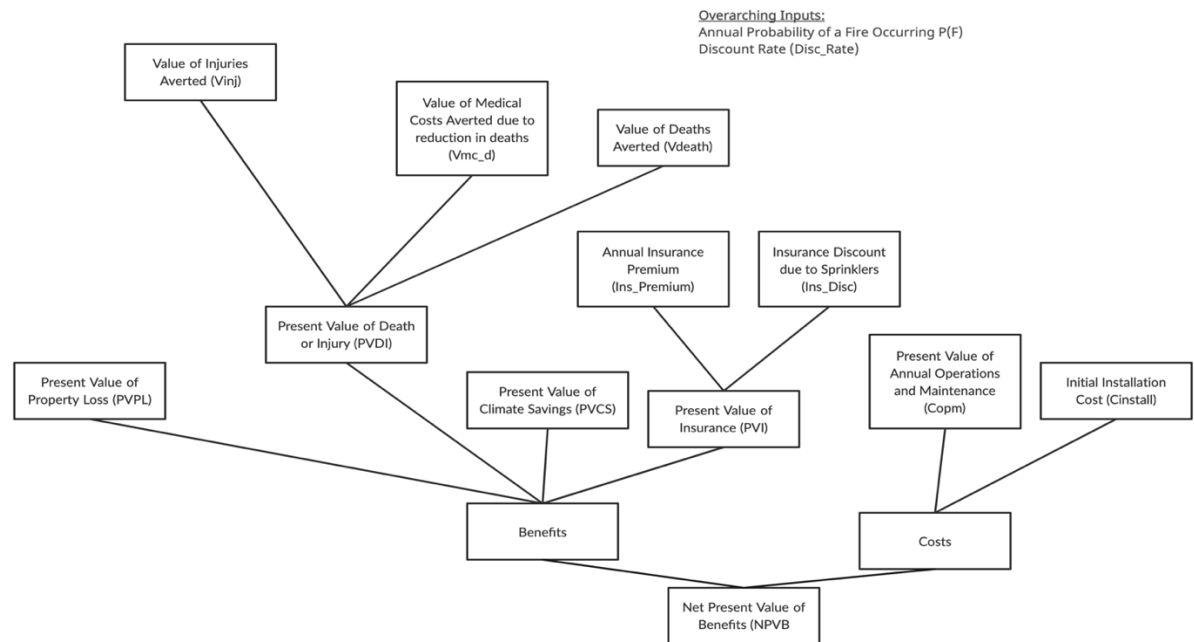 Overarching Inputs:
Annual Probability of a Fire Occurring P(F)
Discount Rate (Disc_Rate)
Value of Injuries
Averted (Vinj)
Value of Medical
Costs Averted due to
reduction in deaths
(Vmc_d)
Value of Deaths
Averted (Vdeath)
Annual Insurance
Premium
(Ins_Premium)
Insurance Discount
due to Sprinklers
(Ins_Disc)
Present Value of Death
or Injury (PVDI)
Present Value of
Property Loss (PVPL)
Present Value of
Climate Savings (PVCS)
Present Value of
Insurance (PVI)
Present Value of
Annual Operations
and Maintenance
(Copm)
Initial Installation
Cost (Cinstall)
Benefits
Costs
Net Present Value of
Benefits (NPVB